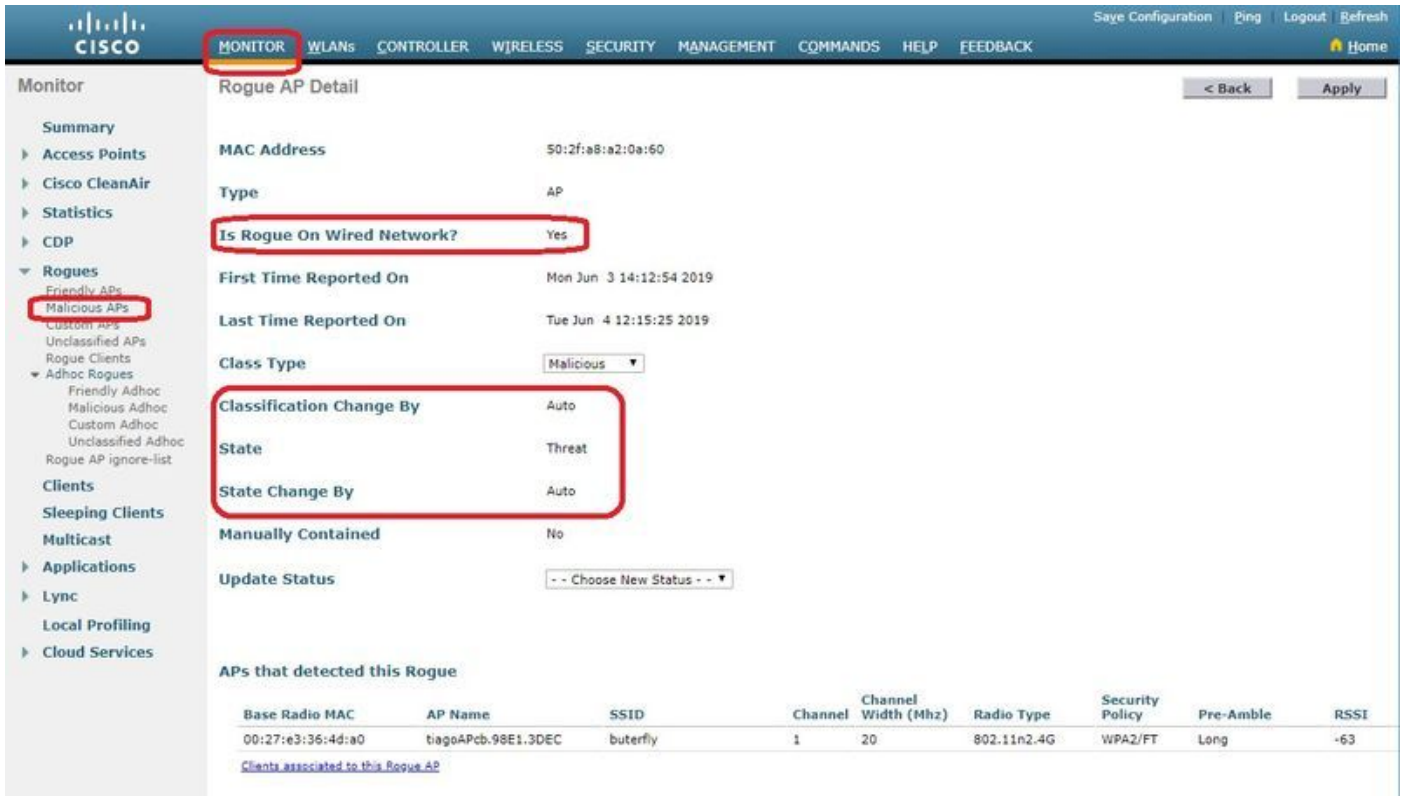 Save Configuration Ping Logout Refresh
CISCO
MONITOR WLANs CONTROLLER WIRELESS SECURITY MANAGEMENT COMMANDS HELP FEEDBACK
Home
Monitor
Summary
Access Points
Cisco CleanAir
Statistics
CDP
Rogues
Friendly APs
Malicious APs
Custom APs
Unclassified APs
Rogue Clients
Adhoc Rogues
Friendly Adhoc
Malicious Adhoc
Custom Adhoc
Unclassified Adhoc
Rogue AP ignore-list
Clients
Sleeping Clients
Multicast
Applications
Lync
Local Profiling
Cloud Services
Rogue AP Detail
< Back Apply
MAC Address 50:2f:a8:a2:0a:60
Type AP
Is Rogue On Wired Network? Yes
First Time Reported On Mon Jun 3 14:12:54 2019
Last Time Reported On Tue Jun 4 12:15:25 2019
Class Type Malicious
Classification Change By Auto
State Threat
State Change By Auto
Manually Contained No
Update Status - - Choose New Status - -
APs that detected this Rogue
Base Radio MAC AP Name SSID Channel Channel Width (Mhz) Radio Type Security Policy Pre-Amble RSSI
00:27:e3:36:4d:a0 tiagoAPcb.98E1.3DEC buterfly 1 20 802.11n2.4G WPA2/FT Long -63
Clients associated to this Rogue AP